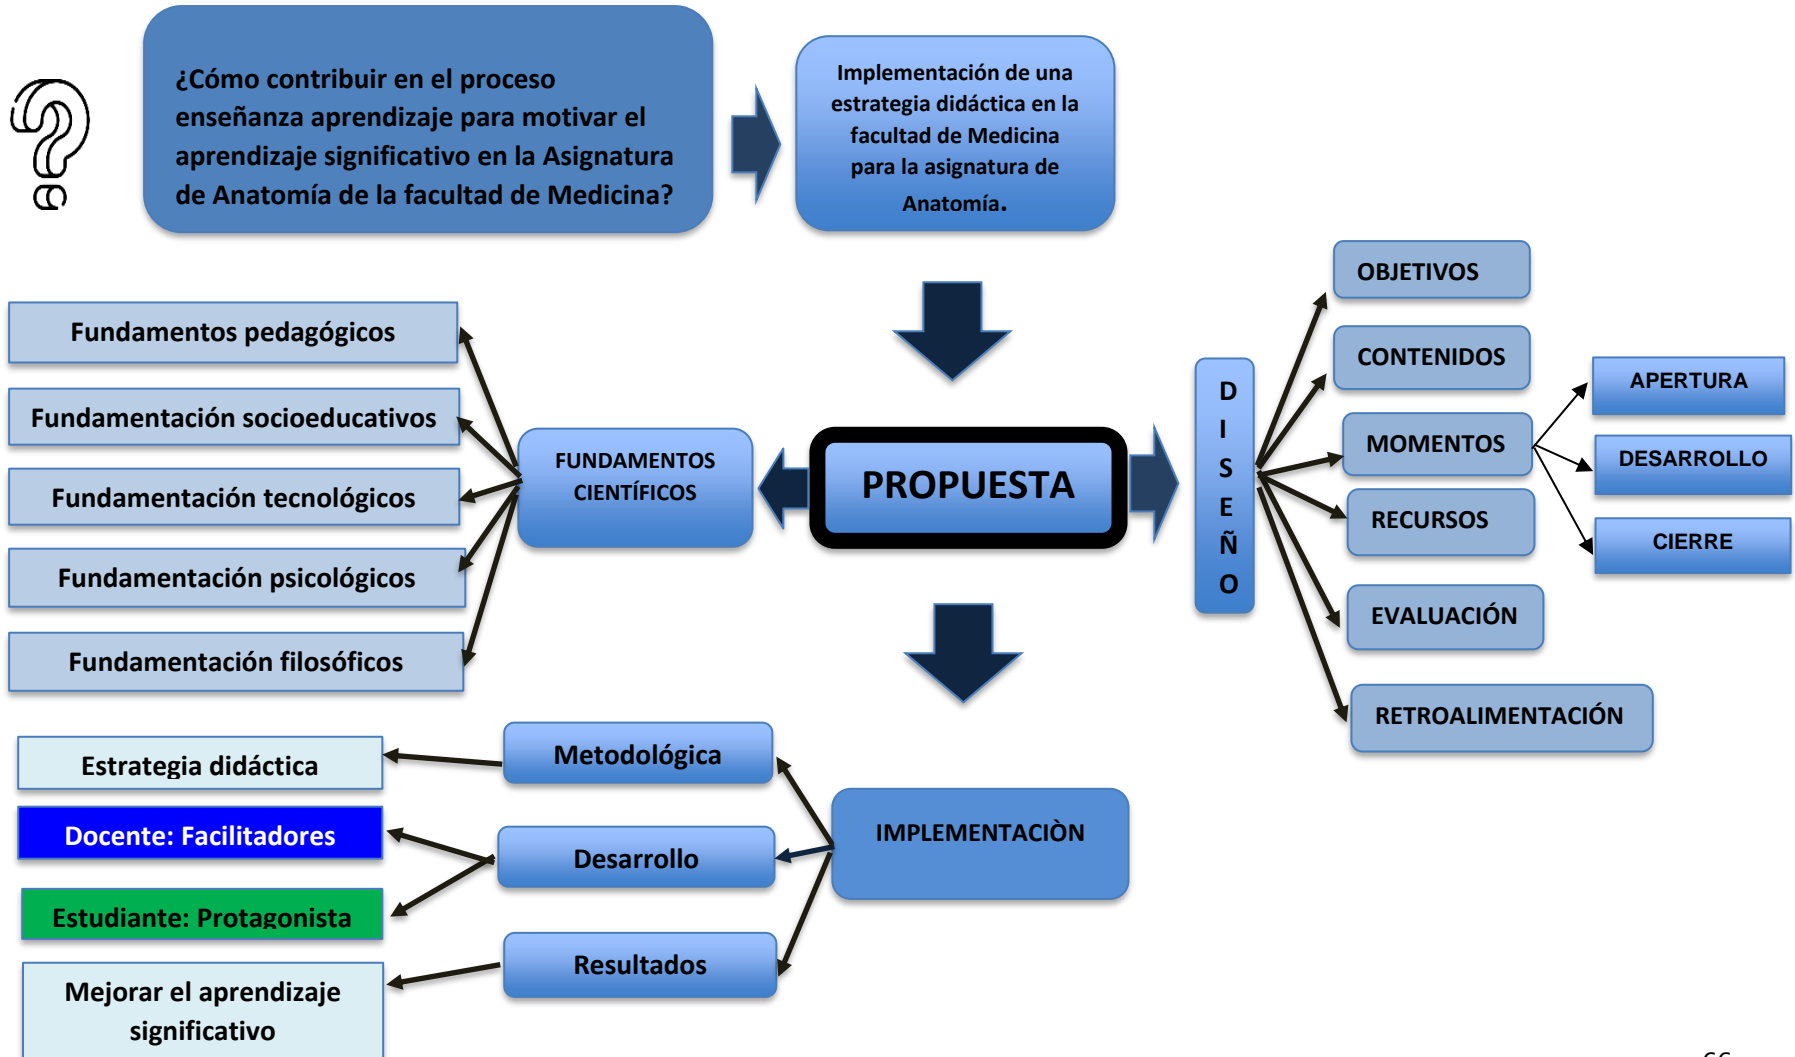 ¿Cómo contribuir en el proceso
enseñanza aprendizaje para motivar el
aprendizaje significativo en la Asignatura
de Anatomía de la facultad de Medicina?
Implementación de una
estrategia didáctica en la
facultad de Medicina
para la asignatura de
Anatomía.
Fundamentos pedagógicos
Fundamentación socioeducativos
Fundamentación tecnológicos
Fundamentación psicológicos
Fundamentación filosóficos
FUNDAMENTOS
CIENTÍFICOS
PROPUESTA
D
I
S
E
Ñ
O
OBJETIVOS
CONTENIDOS
MOMENTOS
RECURSOS
EVALUACIÓN
RETROALIMENTACIÓN
APERTURA
DESARROLLO
CIERRE
IMPLEMENTACIÒN
Metodológica
Desarrollo
Resultados
Estrategia didáctica
Docente: Facilitadores
Estudiante: Protagonista
Mejorar el aprendizaje
significativo